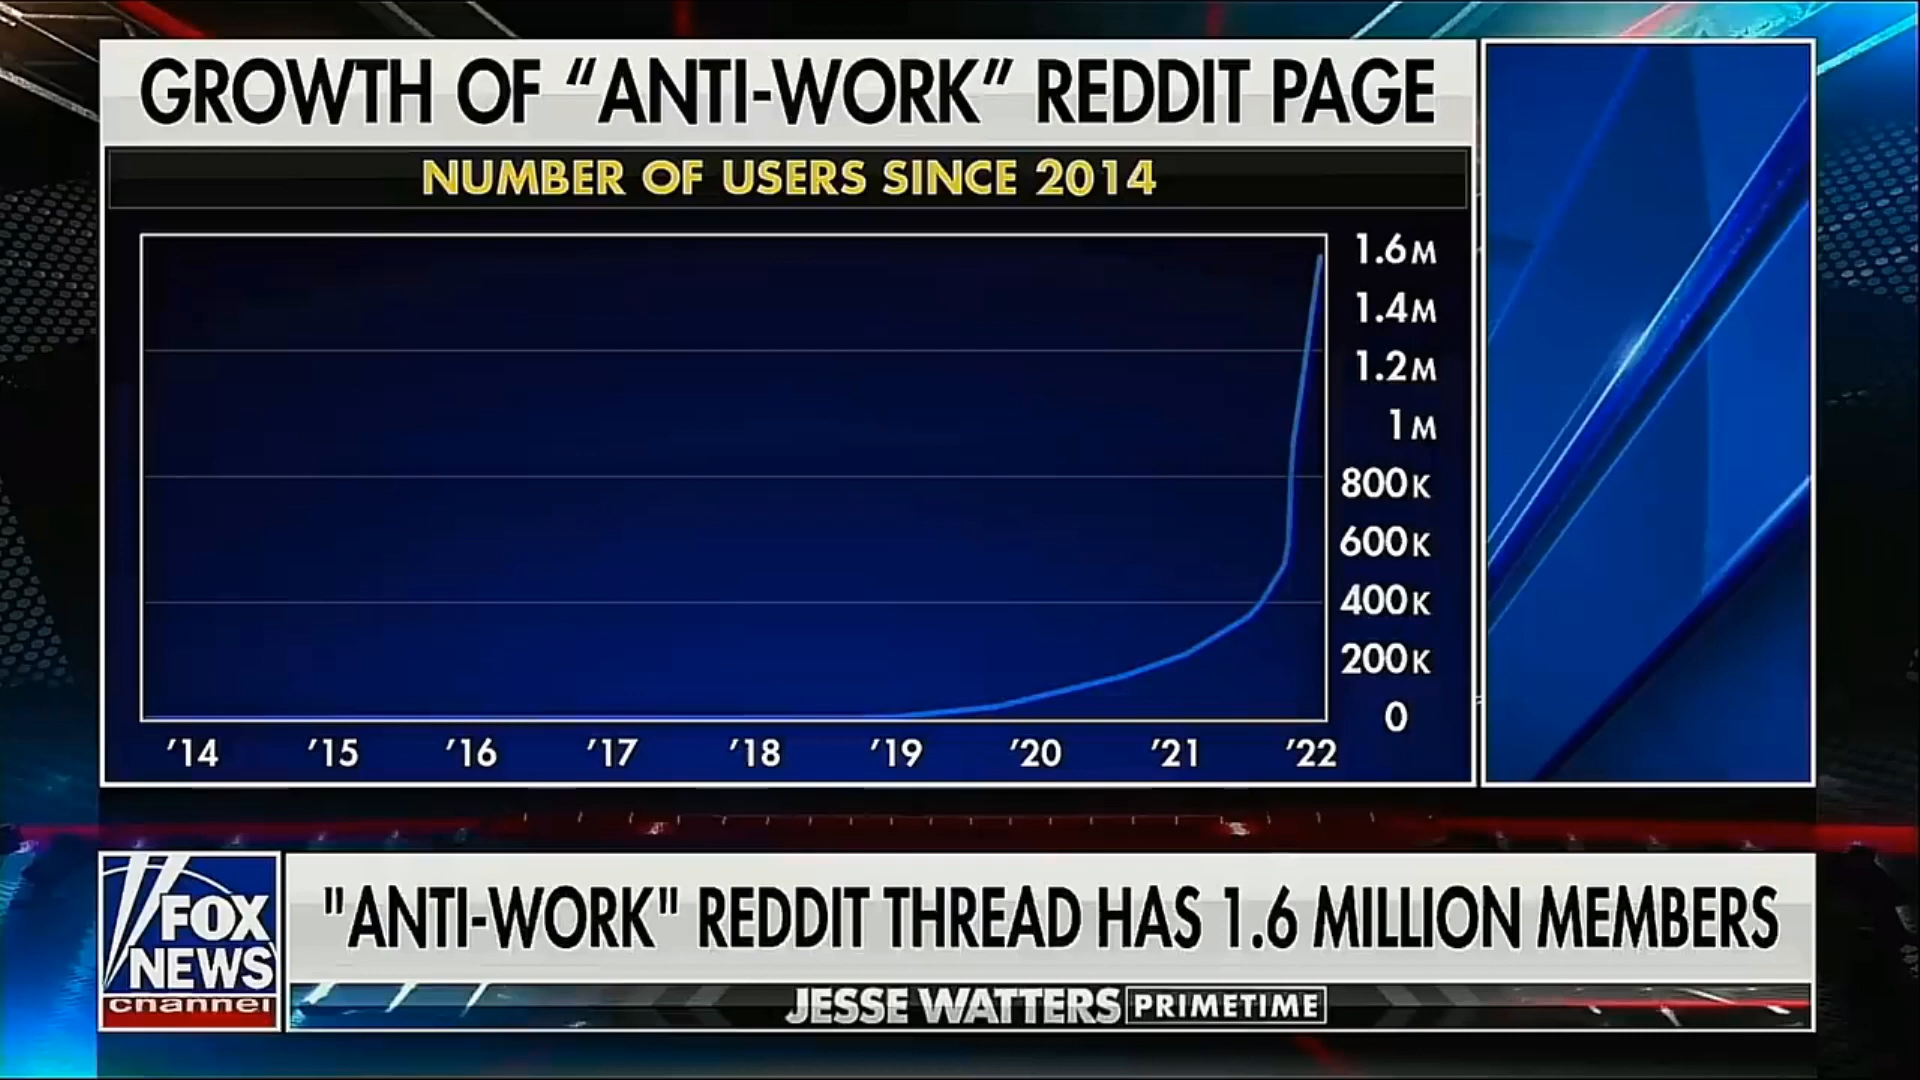 GROWTH OF “ANTI-WORK” REDDIT PAGE
NUMBER OF USERS SINCE 2014
1.6M
1.4M
1.2M
1M
800K
600K
400K
200K
0
'14 '15 '16 '17 '18 '19 '20 '21 '22
FOX
NEWS
channel
"ANTI-WORK" REDDIT THREAD HAS 1.6 MILLION MEMBERS
JESSE WATTERS PRIMETIME